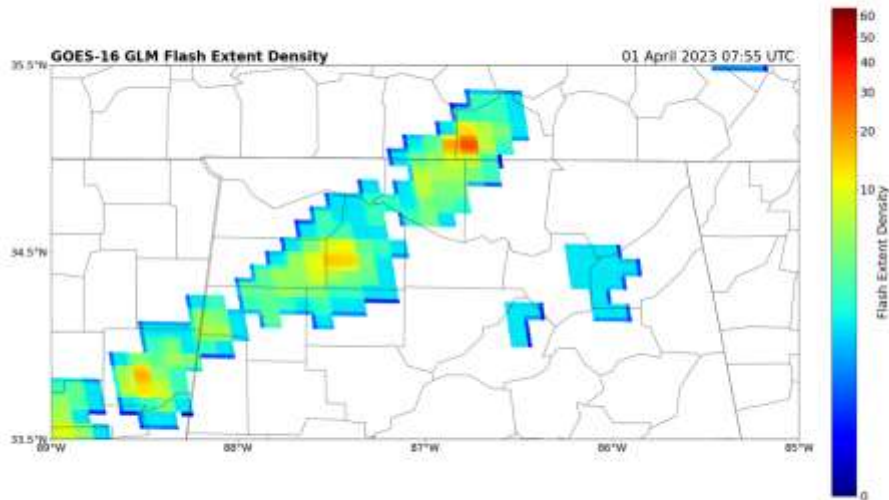 GOES-16 GLM Flash Extent Density
01 April 2023 07:55 UTC
35.5°N
34.5°N
33.5°N
89°W
88°W
87°W
86°W
85°W
60
50
40
30
20
10
0
Flash Extent Density